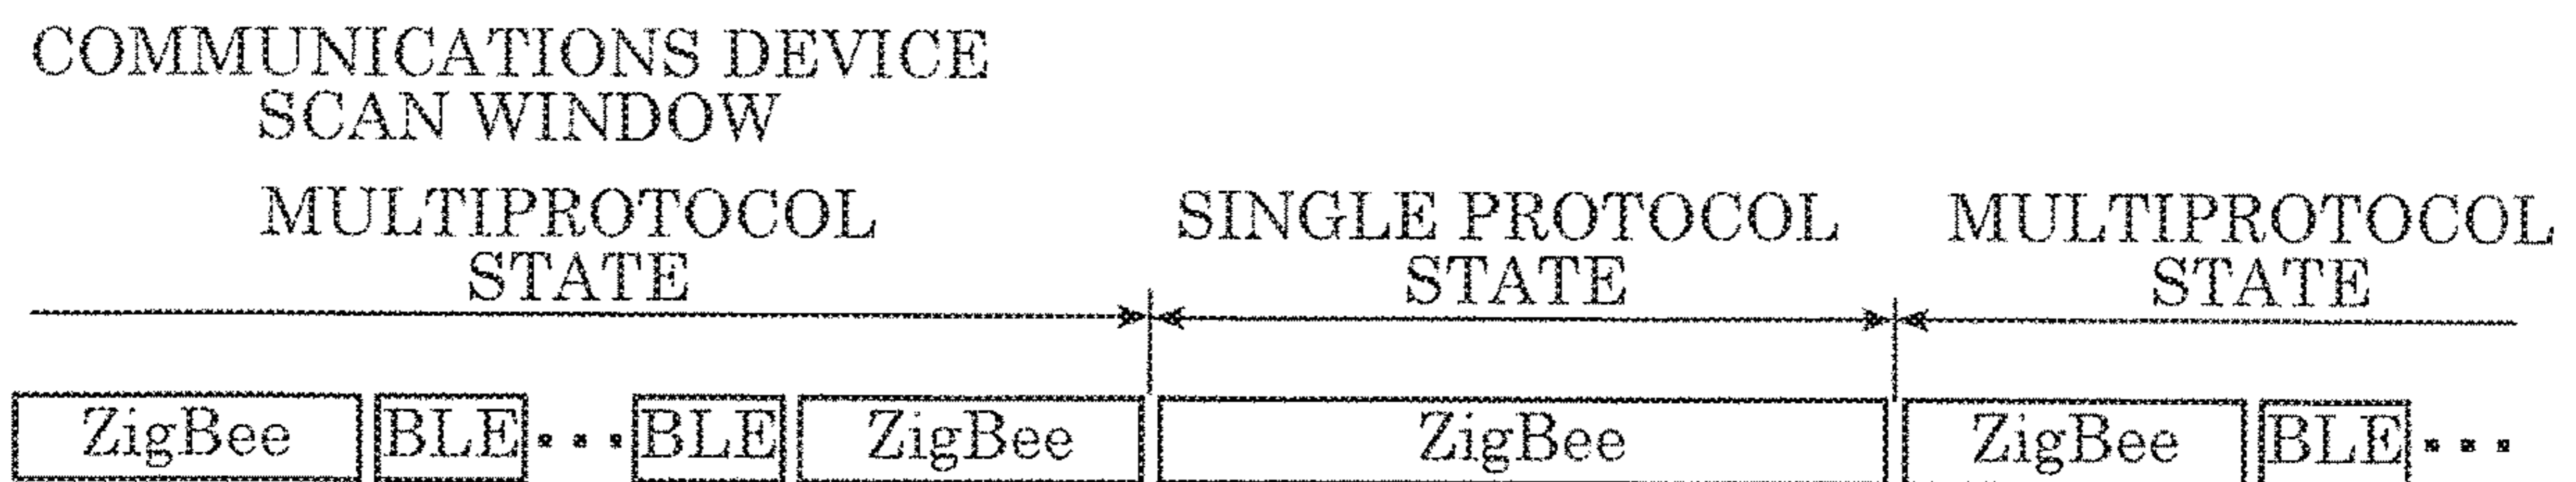 COMMUNICATIONS DEVICE
SCAN WINDOW
MULTIPROTOCOL
STATE
SINGLE PROTOCOL
STATE
MULTIPROTOCOL
STATE
ZigBee BLE ... BLE ZigBee ZigBee ZigBee BLE ...